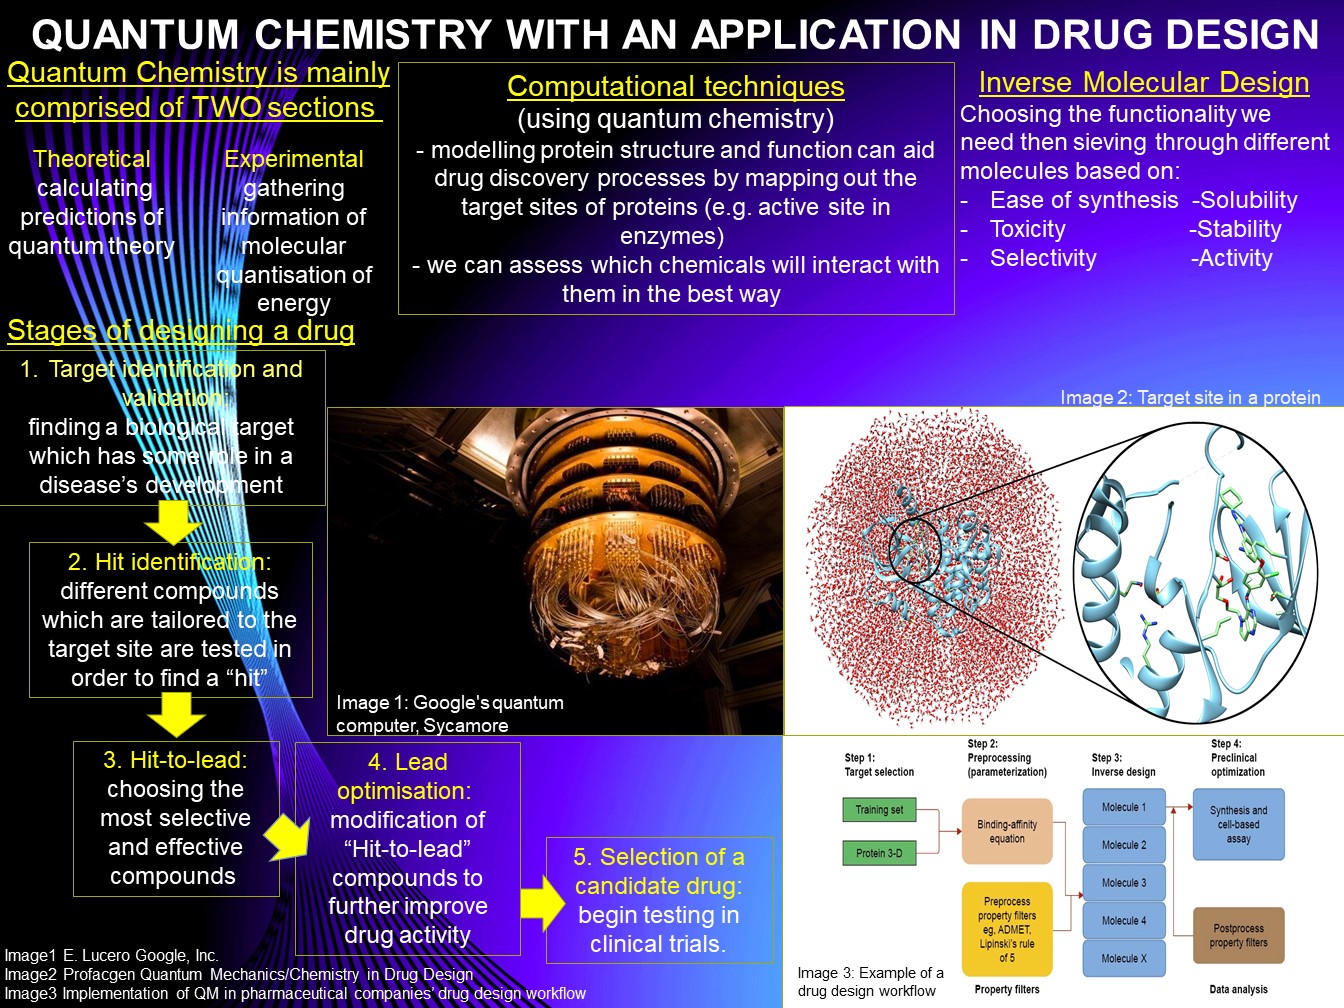 QUANTUM CHEMISTRY WITH AN APPLICATION IN DRUG DESIGN
Quantum Chemistry is mainly
comprised of TWO sections
Theoretical
calculating
predictions of
quantum theory
Experimental
gathering
information of
molecular
quantisation of
energy
Computational techniques
(using quantum chemistry)
- modelling protein structure and function can aid
drug discovery processes by mapping out the
target sites of proteins (e.g. active site in
enzymes)
- we can assess which chemicals will interact with
them in the best way
Inverse Molecular Design
Choosing the functionality we
need then sieving through different
molecules based on:
- Ease of synthesis -Solubility
- Toxicity -Stability
- Selectivity -Activity
Stages of designing a drug
1. Target identification and
validation
finding a biological target
which has some role in a
disease's development
2. Hit identification:
different compounds
which are tailored to the
target site are tested in
order to find a “hit”
3. Hit-to-lead:
choosing the
most selective
and effective
compounds
4. Lead
optimisation:
modification of
“Hit-to-lead”
compounds to
further improve
drug activity
5. Selection of a
candidate drug:
begin testing in
clinical trials.
Image 1: Google's quantum
computer, Sycamore
Image 2: Target site in a protein
Step 1:
Target selection
Step 2:
Preprocessing
(parameterization)
Step 3:
Inverse design
Step 4:
Preclinical
optimization
Training set
Protein 3-D
Binding-affinity
equation
Preprocess
property filters
eg, ADMET,
Lipinski's rule
of 5
Molecule 1
Molecule 2
Molecule 3
Molecule 4
Molecule X
Synthesis and
cell-based
assay
Postprocess
property filters
Property filters
Data analysis
Image 3: Example of a
drug design workflow
Image1 E. Lucero Google, Inc.
Image2 Profacgen Quantum Mechanics/Chemistry in Drug Design
Image3 Implementation of QM in pharmaceutical companies' drug design workflow